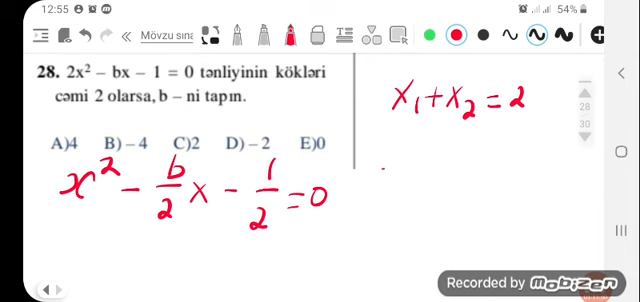 12:55 54%
Mövzu sına
28. 2x² – bx – 1 = 0 tənliyinin kökləri
cəmi 2 olarsa, b – ni tapın.
A)4 B) – 4 C)2 D) – 2 E)0
x₁ + x₂ = 2
x² – b/2 x – 1/2 = 0
28
30
Recorded by
mobizen